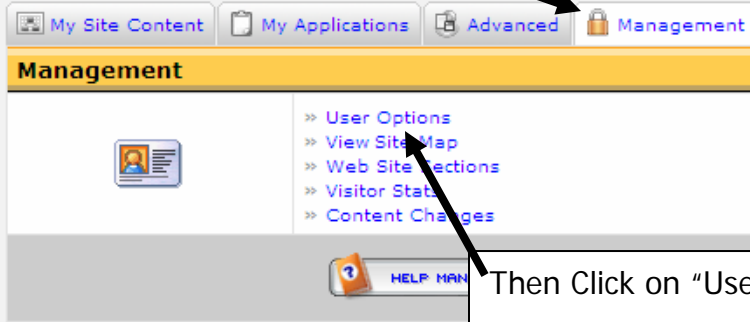 My Site Content My Applications Advanced Management
Management
» User Options
» View Site Map
» Web Site Sections
» Visitor Stats
» Content Changes
HELP MAN
Then Click on “Use